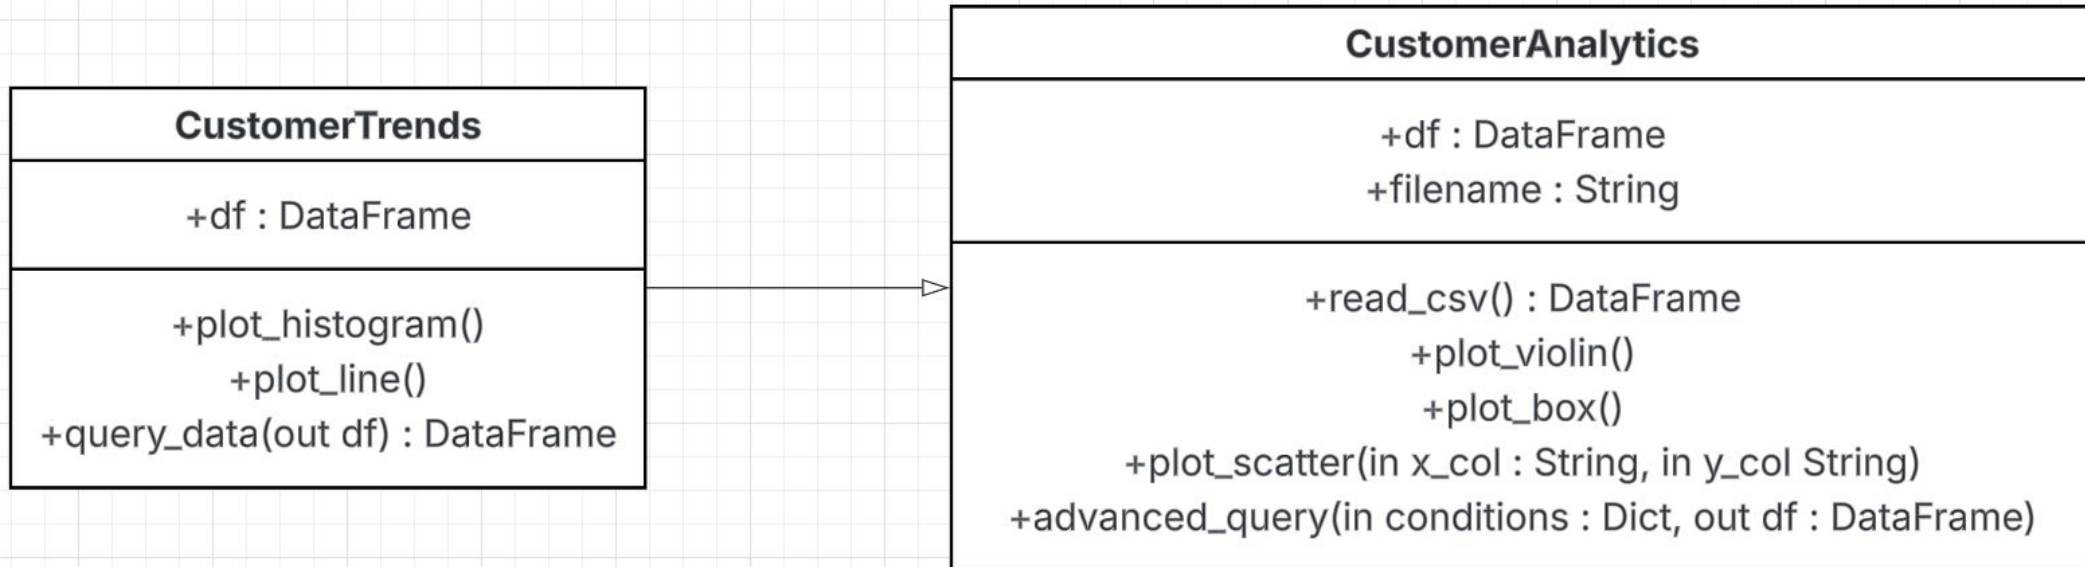 CustomerTrends
+df : DataFrame
+plot_histogram()
+plot_line()
+query_data(out df) : DataFrame
CustomerAnalytics
+df : DataFrame
+filename : String
+read_csv() : DataFrame
+plot_violin()
+plot_box()
+plot_scatter(in x_col : String, in y_col String)
+advanced_query(in conditions : Dict, out df : DataFrame)